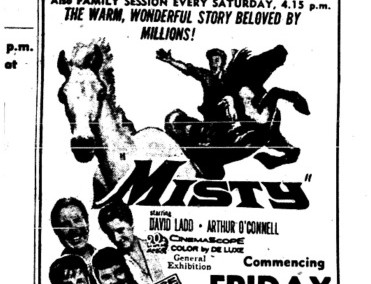 Also FAMILY SESSION EVERY SATURDAY, 4.15 p.m.
THE WARM, WONDERFUL STORY BELOVED BY
MILLIONS!
p.m.
at
"MISTY"
starring
DAVID LADD · ARTHUR O'CONNELL
CINEMASCOPE
COLOR by DE LUXE
General
Exhibition
Commencing
FRIDAY